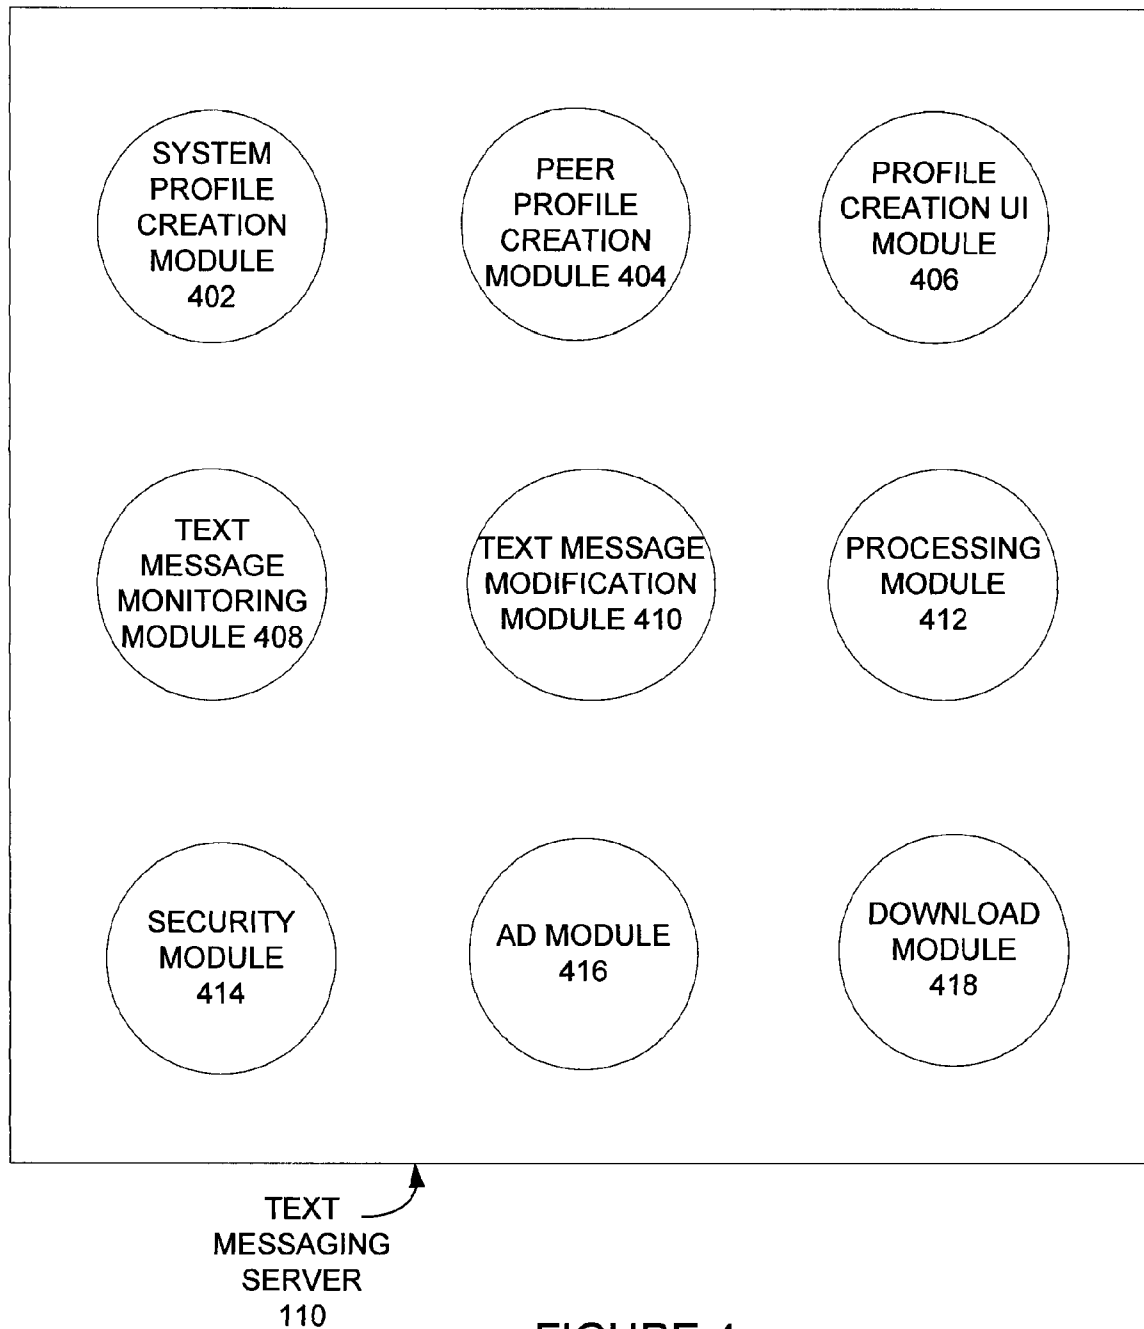 SYSTEM
PROFILE
CREATION
MODULE
402
PEER
PROFILE
CREATION
MODULE 404
PROFILE
CREATION UI
MODULE
406
TEXT
MESSAGE
MONITORING
MODULE 408
TEXT MESSAGE
MODIFICATION
MODULE 410
PROCESSING
MODULE
412
SECURITY
MODULE
414
AD MODULE
416
DOWNLOAD
MODULE
418
TEXT
MESSAGING
SERVER
110
FIGURE 4